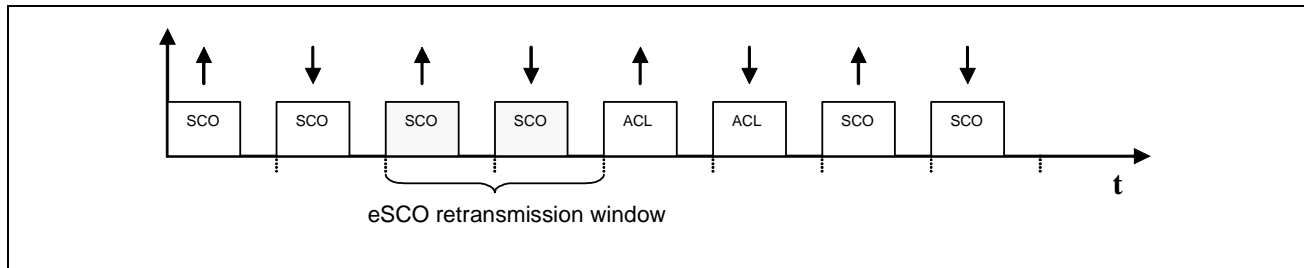 SCO SCO SCO SCO ACL ACL SCO SCO
t
eSCO retransmission window